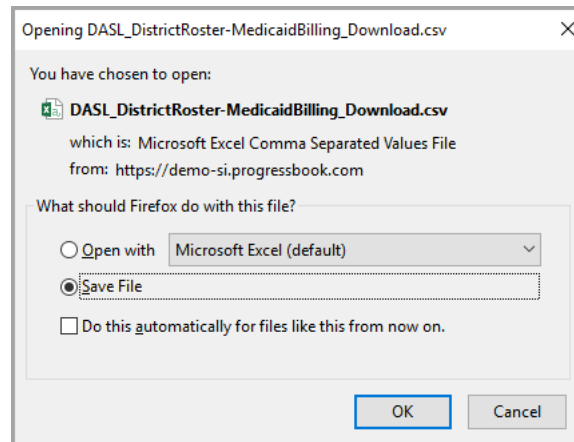 Opening DASL_DistrictRoster-MedicaidBilling_Download.csv
You have chosen to open:
DASL_DistrictRoster-MedicaidBilling_Download.csv
which is: Microsoft Excel Comma Separated Values File
from: https://demo-si.progressbook.com
What should Firefox do with this file?
Open with Microsoft Excel (default)
Save File
Do this automatically for files like this from now on.
OK Cancel